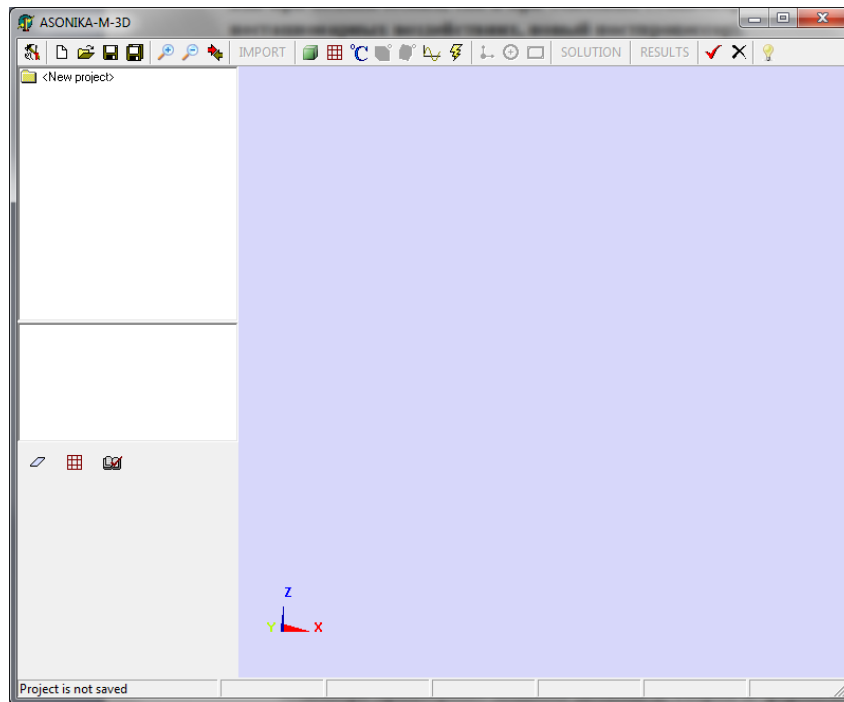 ASONIKA-M-3D
IMPORT °C SOLUTION RESULTS
<New project>
Z
Y X
Project is not saved